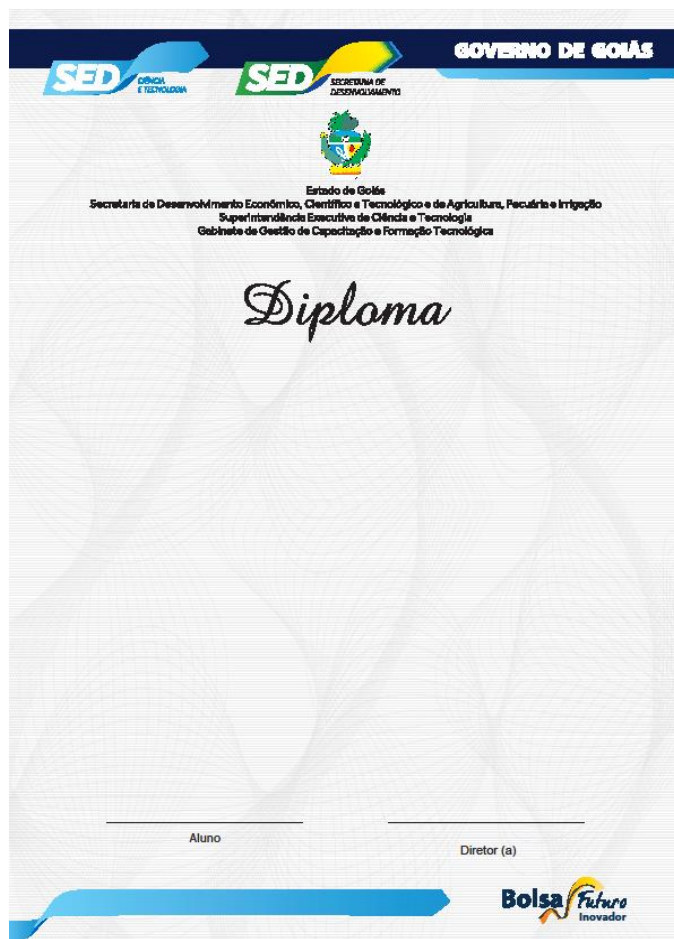 GOVERNO DE GOIÁS
SED CIÊNCIA
E TECNOLOGIA
SED SECRETARIA DE
DESENVOLVIMENTO
Estado de Goiás
Secretaria de Desenvolvimento Econômico, Científico e Tecnológico e de Agricultura, Pecuária e Irrigação
Superintendência Executiva de Ciência e Tecnologia
Gabinete de Gestão de Capacitação e Formação Tecnológica
Diploma
Aluno
Diretor (a)
Bolsa Futuro
Inovador